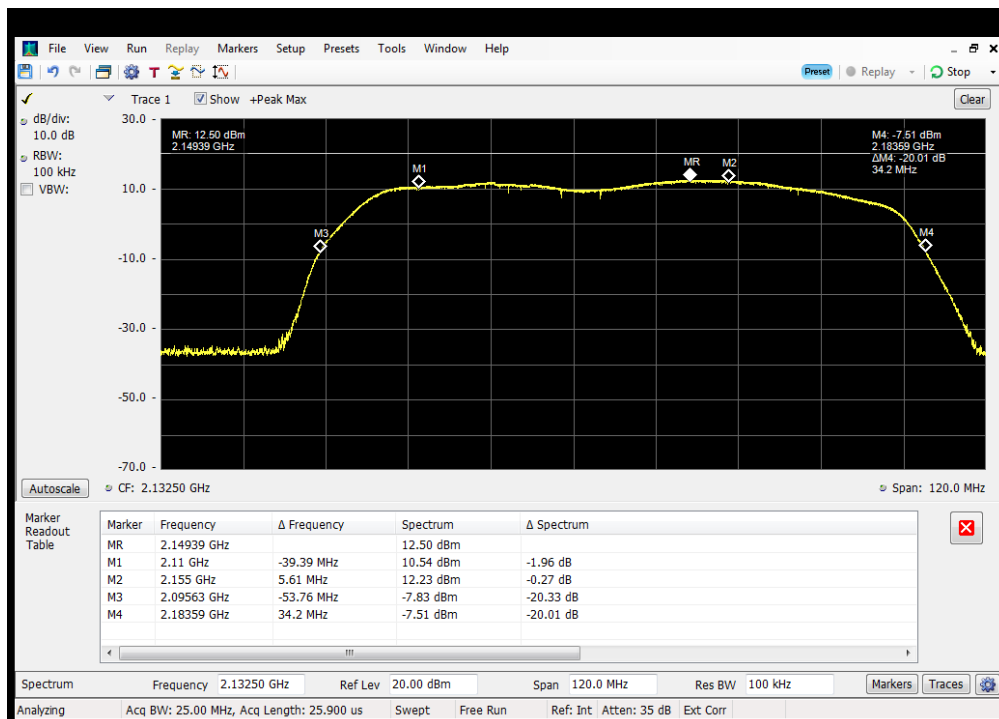 File View Run Replay Markers Setup Presets Tools Window Help
T Preset Replay Stop
Trace 1 Show +Peak Max Clear
dB/div:
10.0 dB
RBW:
100 kHz
VBW:
30.0
10.0
-10.0
-30.0
-50.0
-70.0
MR: 12.50 dBm
2.14939 GHz
M4: -7.51 dBm
2.18359 GHz
ΔM4: -20.01 dB
34.2 MHz
M1
MR
M2
M3
M4
Autoscale CF: 2.13250 GHz Span: 120.0 MHz
Marker
Readout
Table
Marker Frequency Δ Frequency Spectrum Δ Spectrum
MR 2.14939 GHz 12.50 dBm
M1 2.11 GHz -39.39 MHz 10.54 dBm -1.96 dB
M2 2.155 GHz 5.61 MHz 12.23 dBm -0.27 dB
M3 2.09563 GHz -53.76 MHz -7.83 dBm -20.33 dB
M4 2.18359 GHz 34.2 MHz -7.51 dBm -20.01 dB
Spectrum Frequency 2.13250 GHz Ref Lev 20.00 dBm Span 120.0 MHz Res BW 100 kHz Markers Traces
Analyzing Acq BW: 25.00 MHz, Acq Length: 25.900 us Swept Free Run Ref: Int Atten: 35 dB Ext Corr